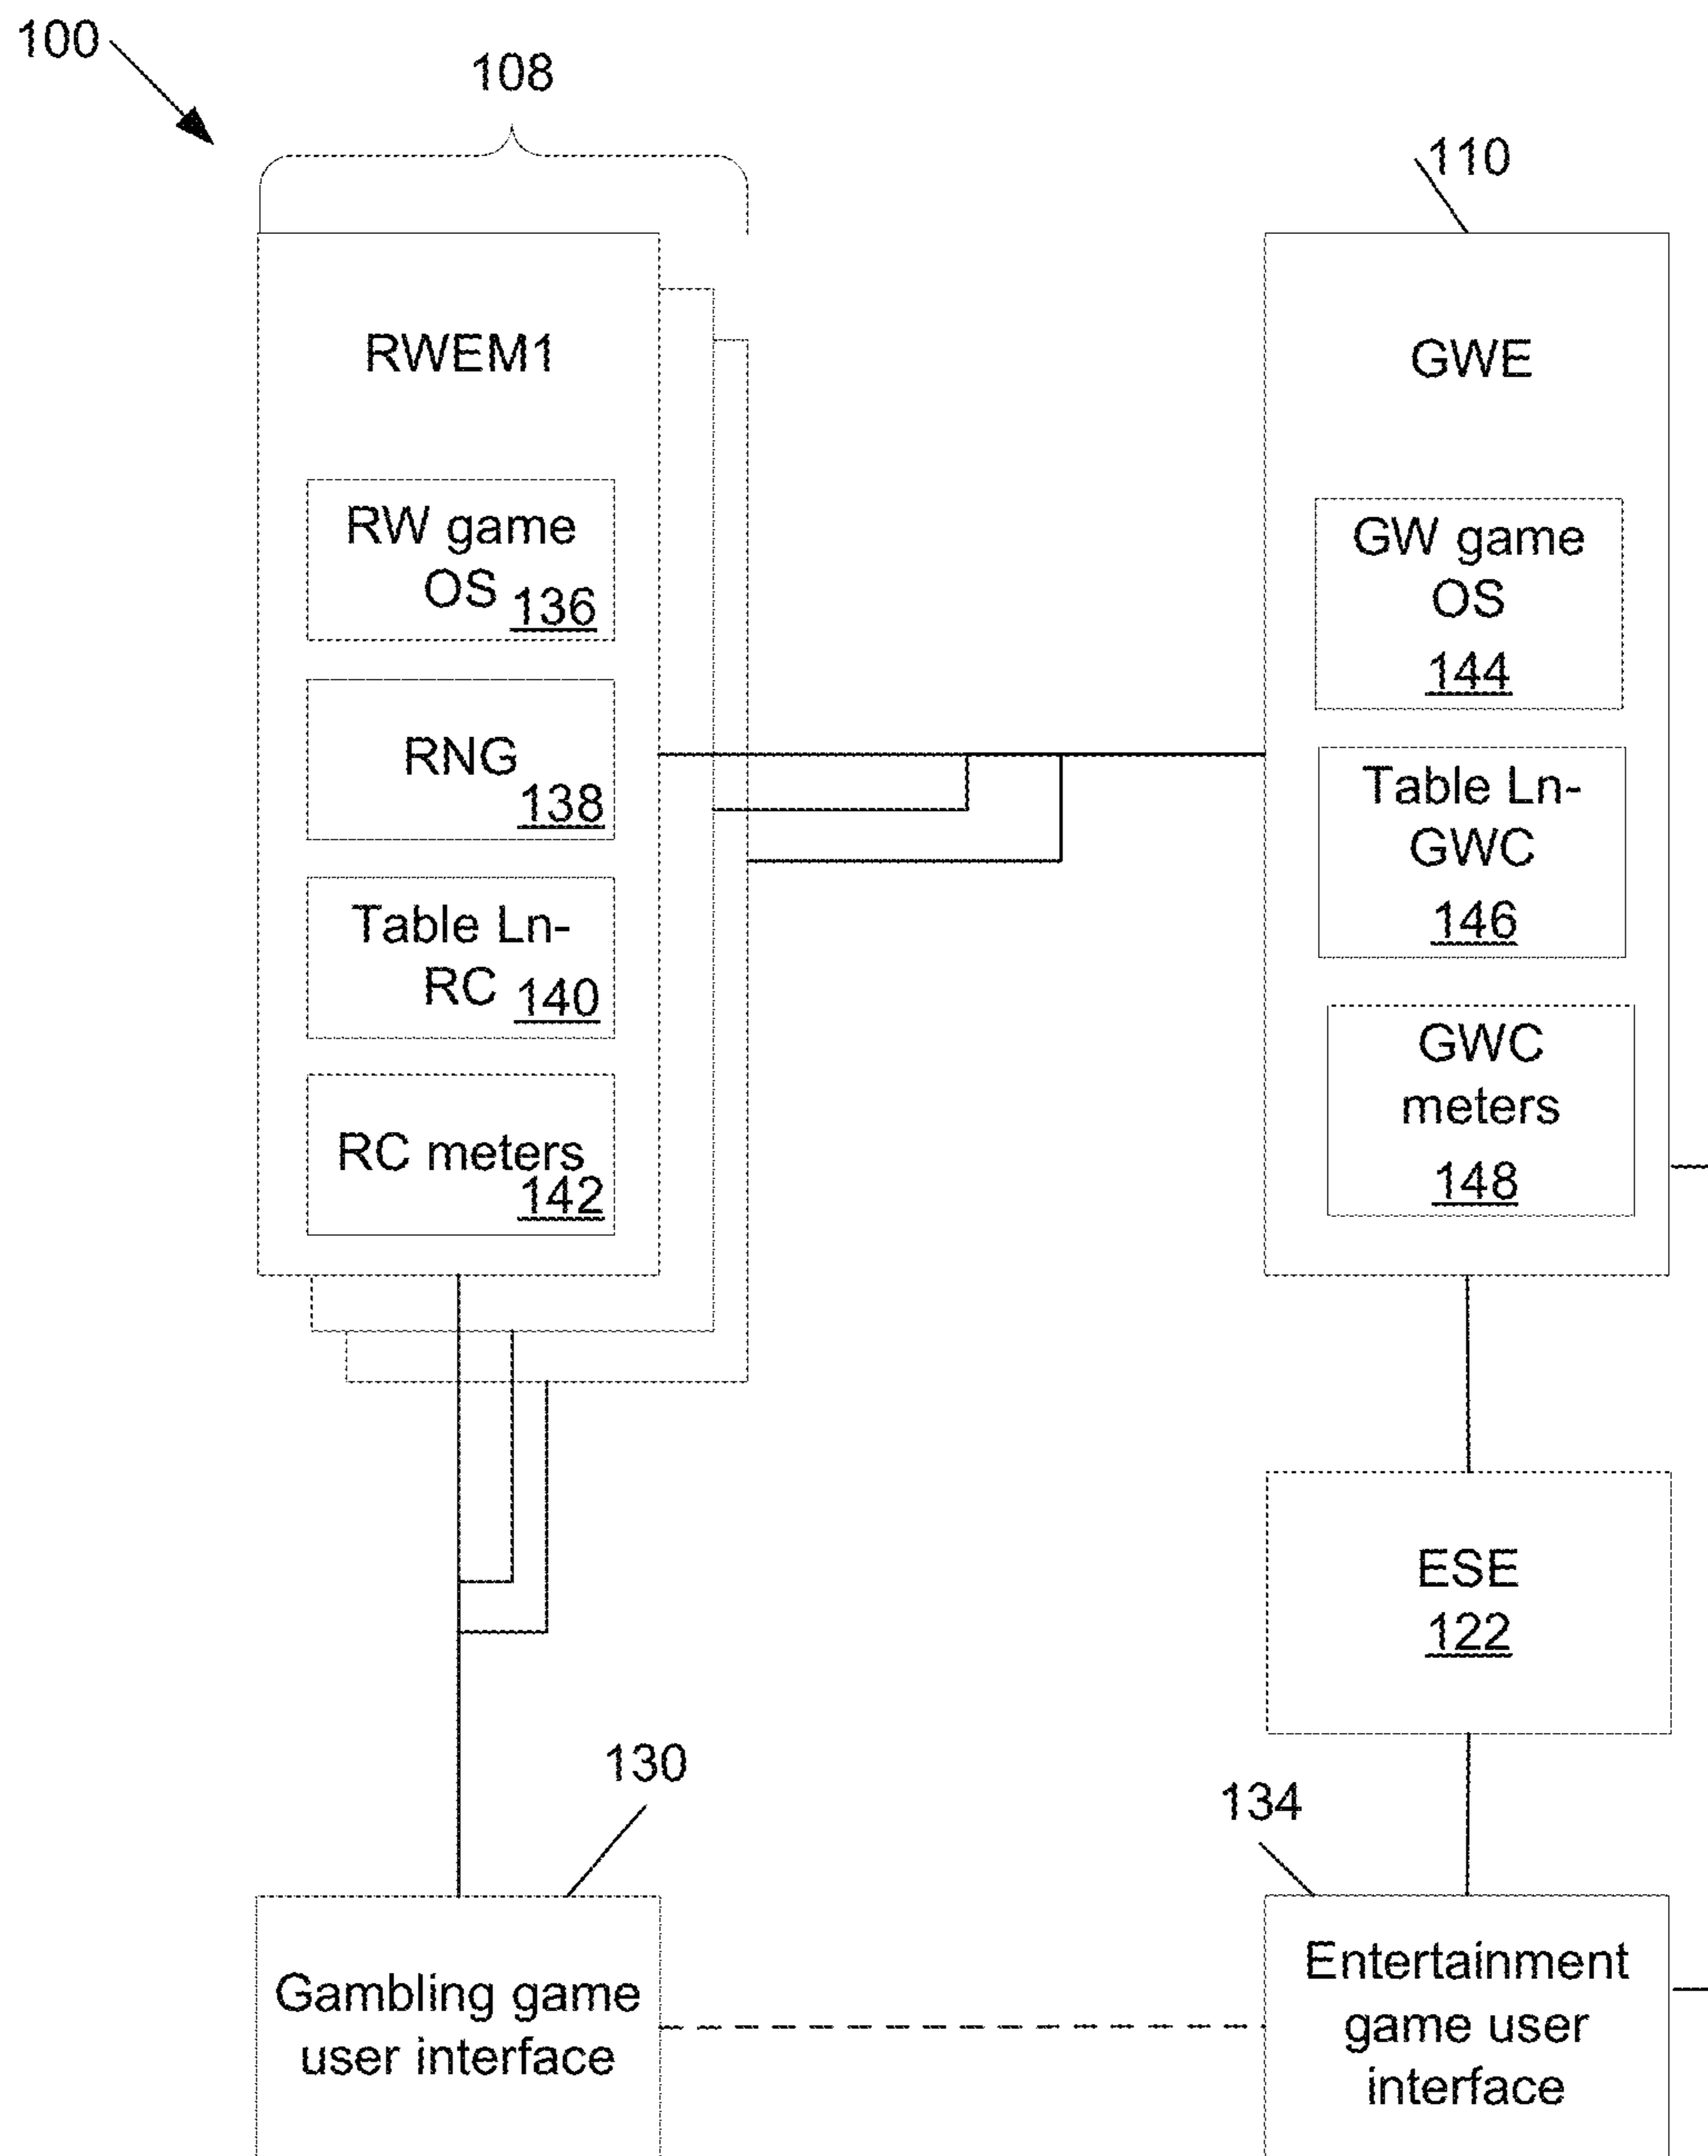 100
108
110
RWEM1
RW game
OS 136
RNG
138
Table Ln-
RC 140
RC meters
142
GWE
GW game
OS
144
Table Ln-
GWC
146
GWC
meters
148
ESE
122
130
134
Gambling game
user interface
Entertainment
game user
interface